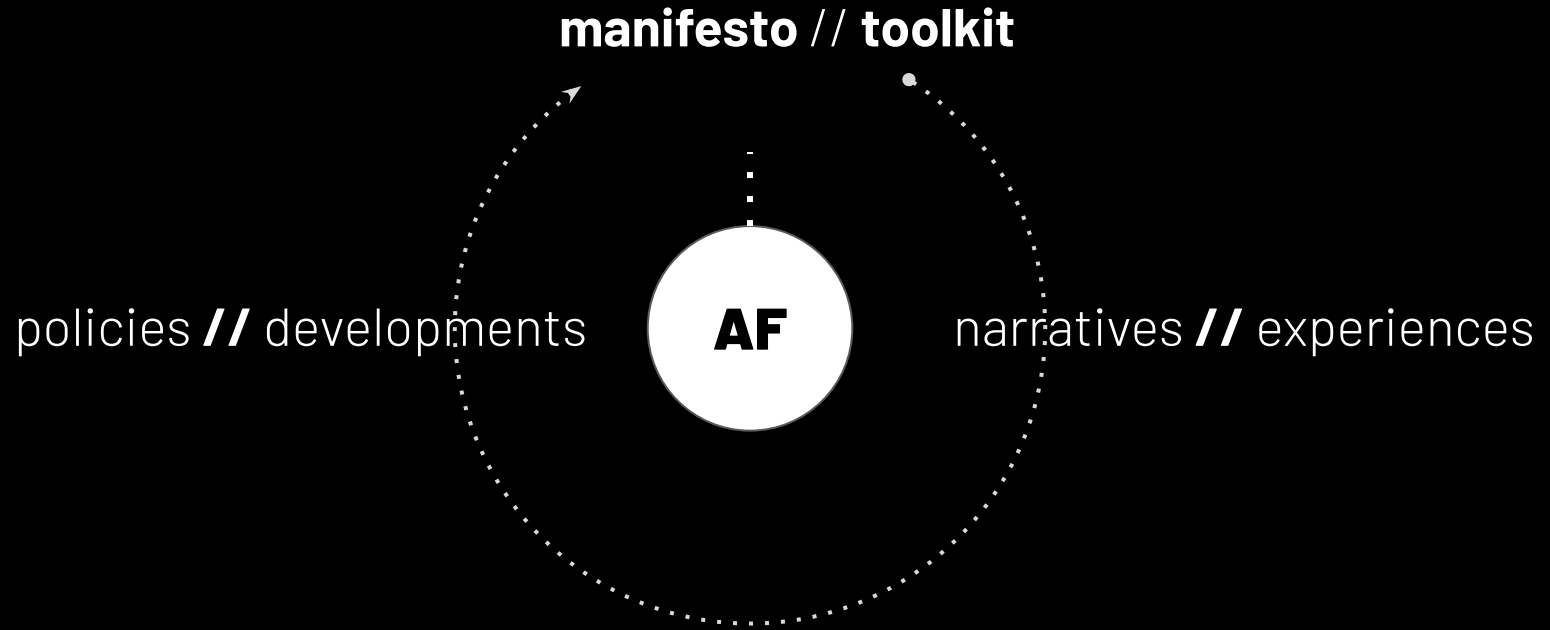 manifesto // toolkit
policies // developments
AF
narratives // experiences